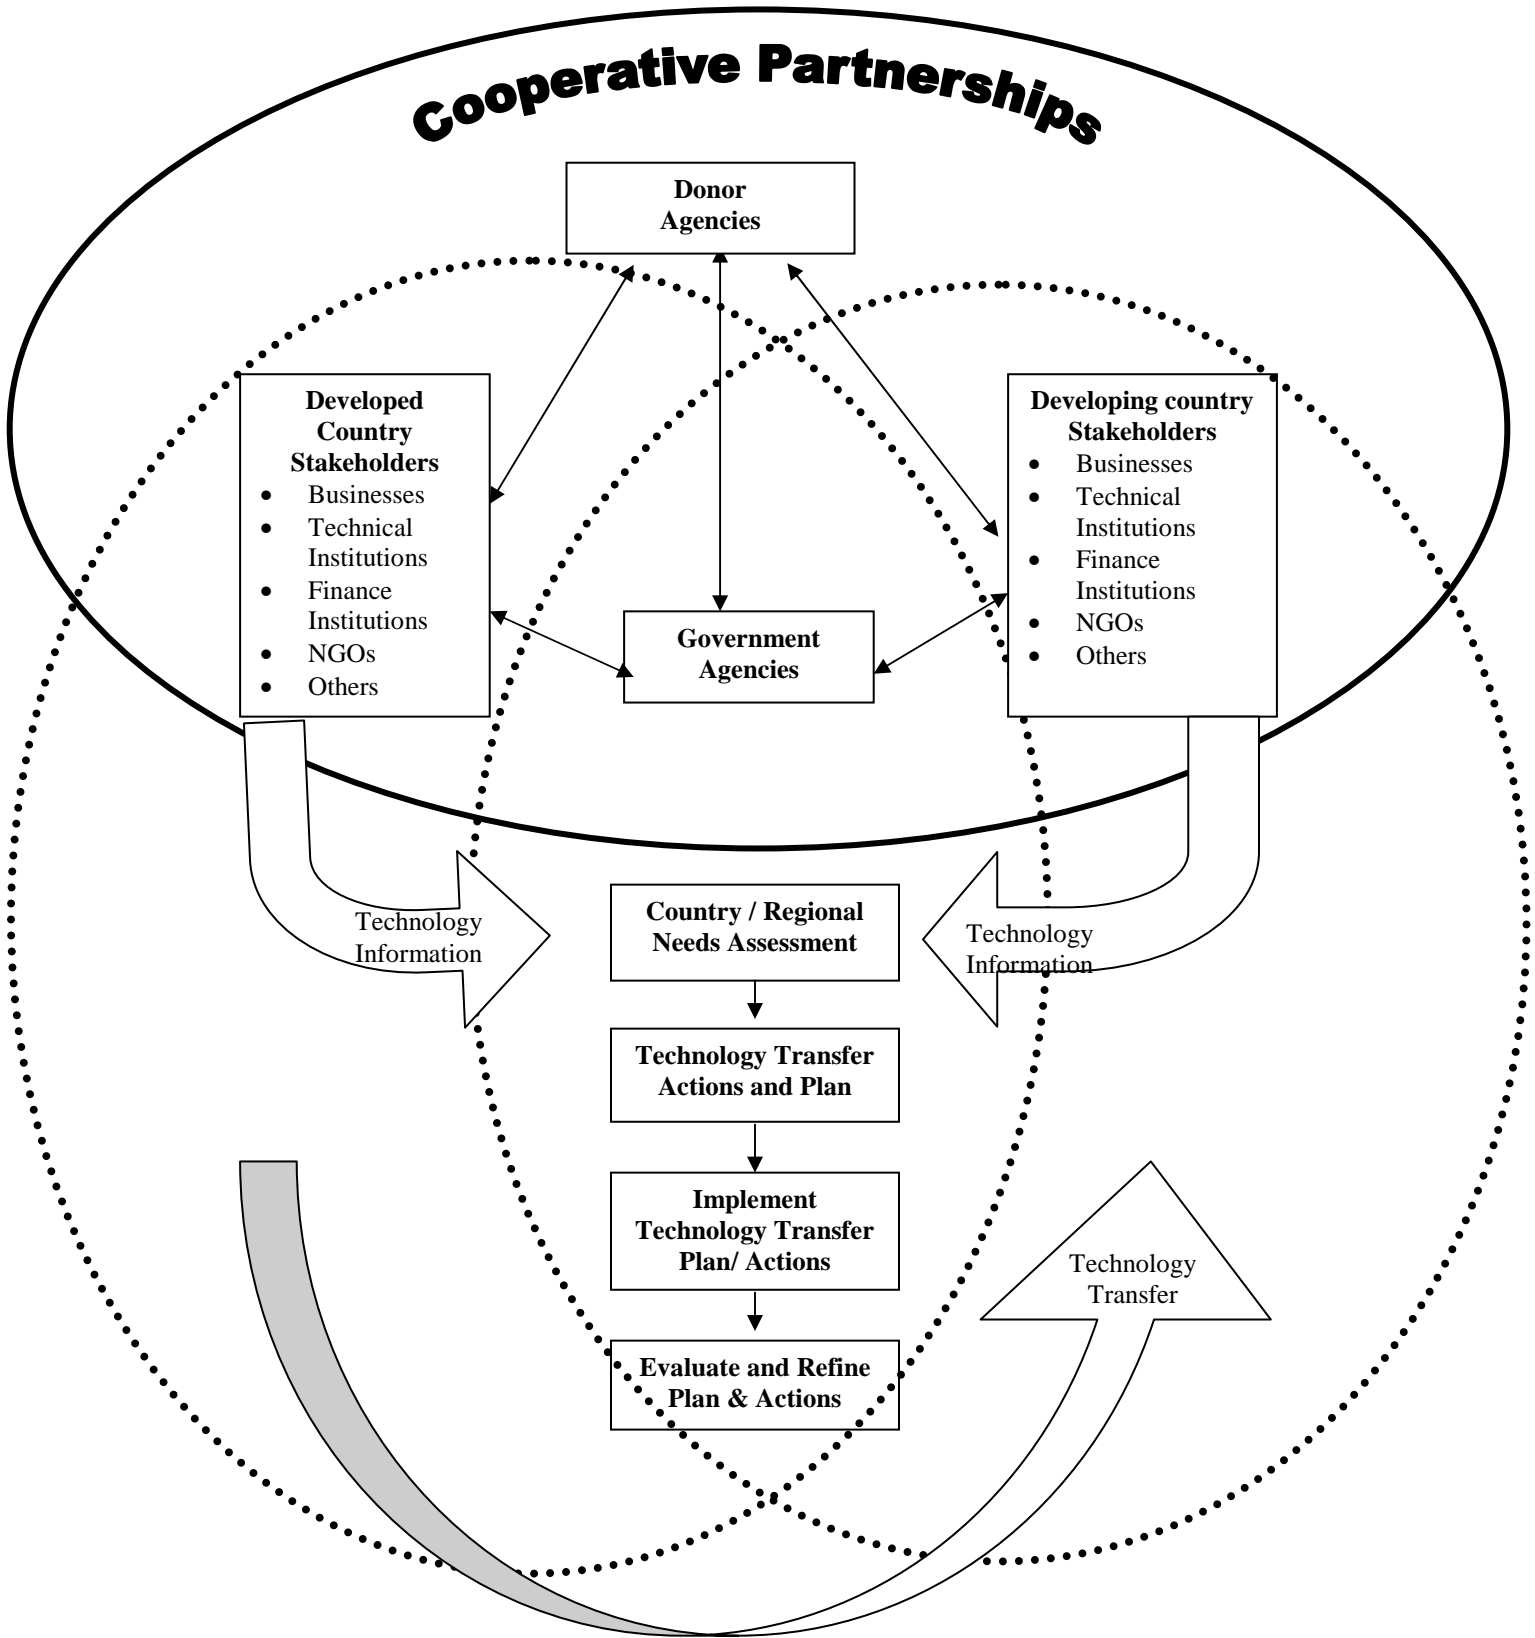 Cooperative Partnerships
Donor
Agencies
Developed
Country
Stakeholders
• Businesses
• Technical
Institutions
• Finance
Institutions
• NGOs
• Others
Developing country
Stakeholders
• Businesses
• Technical
Institutions
• Finance
Institutions
• NGOs
• Others
Government
Agencies
Technology
Information
Country / Regional
Needs Assessment
Technology
Information
Technology Transfer
Actions and Plan
Implement
Technology Transfer
Plan/ Actions
Technology
Transfer
Evaluate and Refine
Plan & Actions